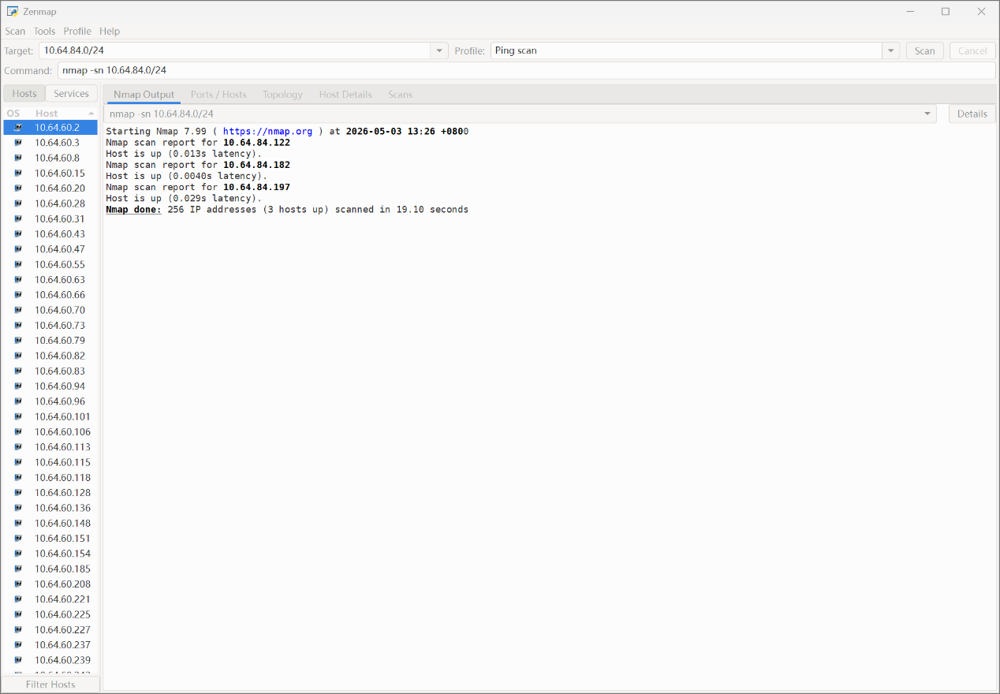 Zenmap
Scan Tools Profile Help
Target: 10.64.84.0/24 Profile: Ping scan Scan Cancel
Command: nmap -sn 10.64.84.0/24
Hosts Services
OS Host
10.64.60.2
10.64.60.3
10.64.60.8
10.64.60.15
10.64.60.20
10.64.60.28
10.64.60.31
10.64.60.43
10.64.60.47
10.64.60.55
10.64.60.63
10.64.60.66
10.64.60.70
10.64.60.73
10.64.60.79
10.64.60.82
10.64.60.83
10.64.60.94
10.64.60.96
10.64.60.101
10.64.60.106
10.64.60.113
10.64.60.115
10.64.60.118
10.64.60.128
10.64.60.136
10.64.60.148
10.64.60.151
10.64.60.154
10.64.60.185
10.64.60.208
10.64.60.221
10.64.60.225
10.64.60.227
10.64.60.237
10.64.60.239
Filter Hosts
Nmap Output Ports / Hosts Topology Host Details Scans
nmap -sn 10.64.84.0/24 Details
Starting Nmap 7.99 ( https://nmap.org ) at 2026-05-03 13:26 +0800
Nmap scan report for 10.64.84.122
Host is up (0.013s latency).
Nmap scan report for 10.64.84.182
Host is up (0.0040s latency).
Nmap scan report for 10.64.84.197
Host is up (0.029s latency).
Nmap done: 256 IP addresses (3 hosts up) scanned in 19.10 seconds